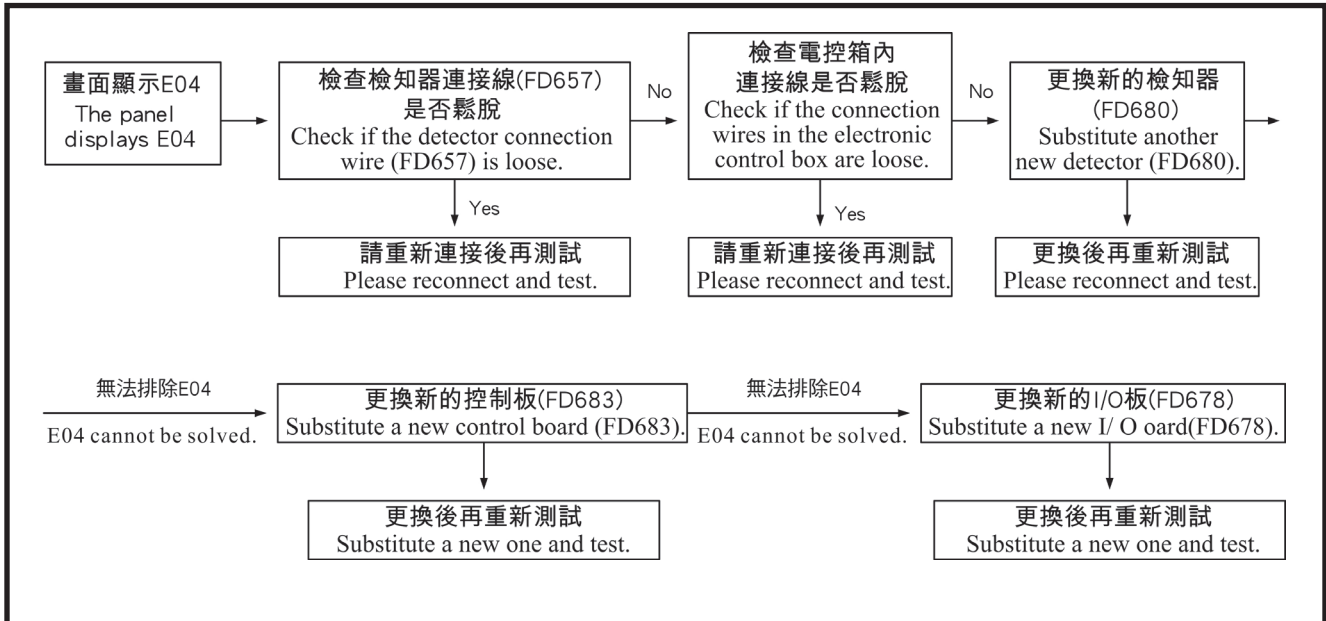 畫面顯示E04
The panel
displays E04
檢查檢知器連接線(FD657)
是否鬆脫
Check if the detector connection
wire (FD657) is loose.
No
檢查電控箱內
連接線是否鬆脫
Check if the connection
wires in the electronic
control box are loose.
No
更換新的檢知器
(FD680)
Substitute another
new detector (FD680).
Yes
請重新連接後再測試
Please reconnect and test.
Yes
請重新連接後再測試
Please reconnect and test.
更換後再重新測試
Please reconnect and test.
無法排除E04
E04 cannot be solved.
更換新的控制板(FD683)
Substitute a new control board (FD683).
無法排除E04
E04 cannot be solved.
更換新的I/O板(FD678)
Substitute a new I/ O oard(FD678).
更換後再重新測試
Substitute a new one and test.
更換後再重新測試
Substitute a new one and test.